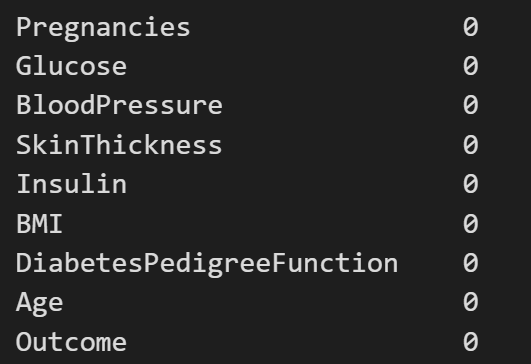 Pregnancies 0
Glucose 0
BloodPressure 0
SkinThickness 0
Insulin 0
BMI 0
DiabetesPedigreeFunction 0
Age 0
Outcome 0